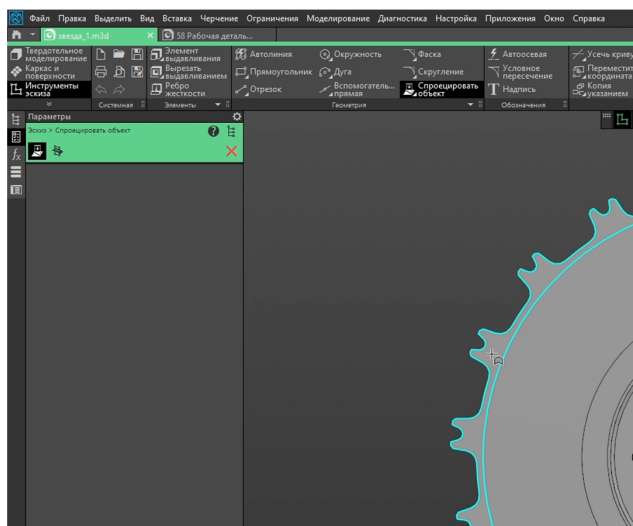 Файл Правка Выделить Вид Вставка Черчение Ограничения Моделирование Диагностика Настройка Приложения Окно Справка
звезда_1.m3d × 58 Рабочая деталь...
Твердотельное моделирование
Каркас и поверхности
Инструменты эскиза
Системная
Элемент выдавливания
Вырезать выдавливанием
Ребро жесткости
Элементы
Автолиния
Прямоугольник
Отрезок
Окружность
Дуга
Вспомогатель... прямая
Фаска
Скругление
Спроецировать объект
Геометрия
Автоосевая
Условное пересечение
Надпись
Обозначения
Усечь криву
Переместит координата
Копия указанием
Параметры
Эскиз > Спроецировать объект